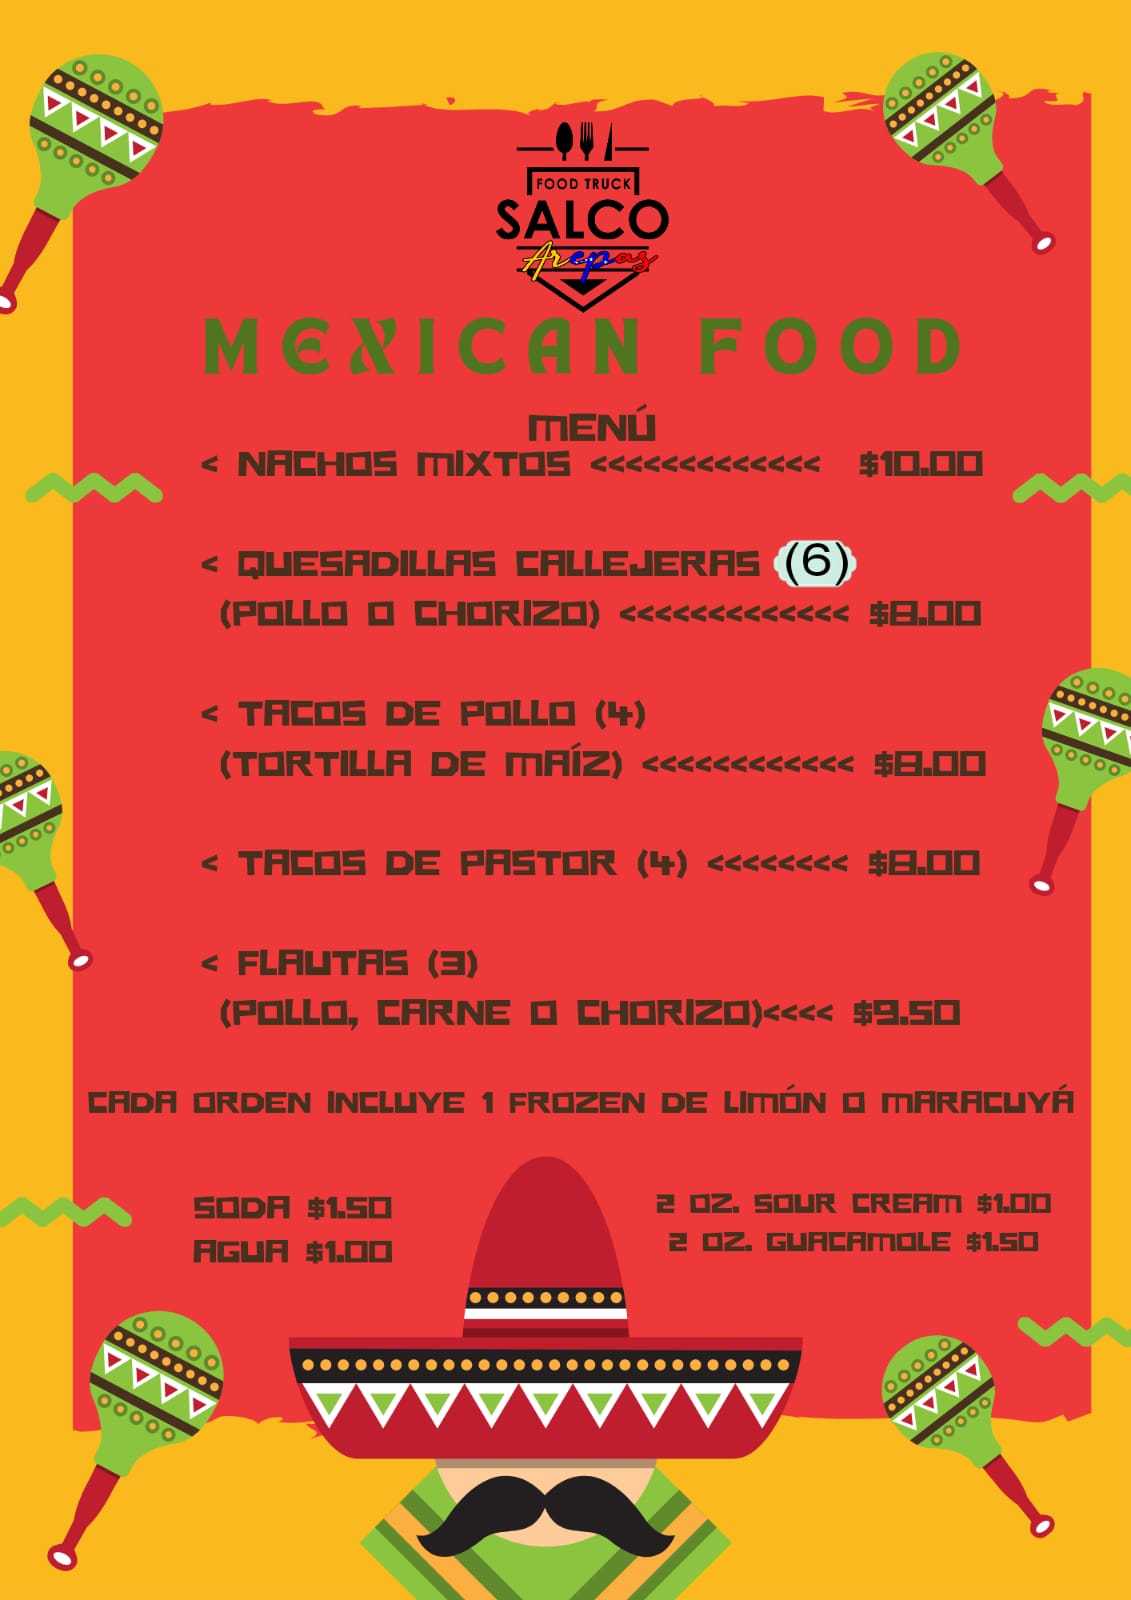 FOOD TRUCK
SALCO
Arepas
MEXICAN FOOD
MENÚ
< NACHOS MIXTOS <<<<<<<<<<<<< $10.00
< QUESADILLAS CALLEJERAS (6)
(POLLO O CHORIZO) <<<<<<<<<<<<< $8.00
< TACOS DE POLLO (4)
(TORTILLA DE MAÍZ) <<<<<<<<<<<< $8.00
< TACOS DE PASTOR (4) <<<<<<<< $8.00
< FLAUTAS (3)
(POLLO, CARNE O CHORIZO)<<<< $9.50
CADA ORDEN INCLUYE 1 FROZEN DE LIMÓN O MARACUYÁ
SODA $1.50
AGUA $1.00
2 OZ. SOUR CREAM $1.00
2 OZ. GUACAMOLE $1.50